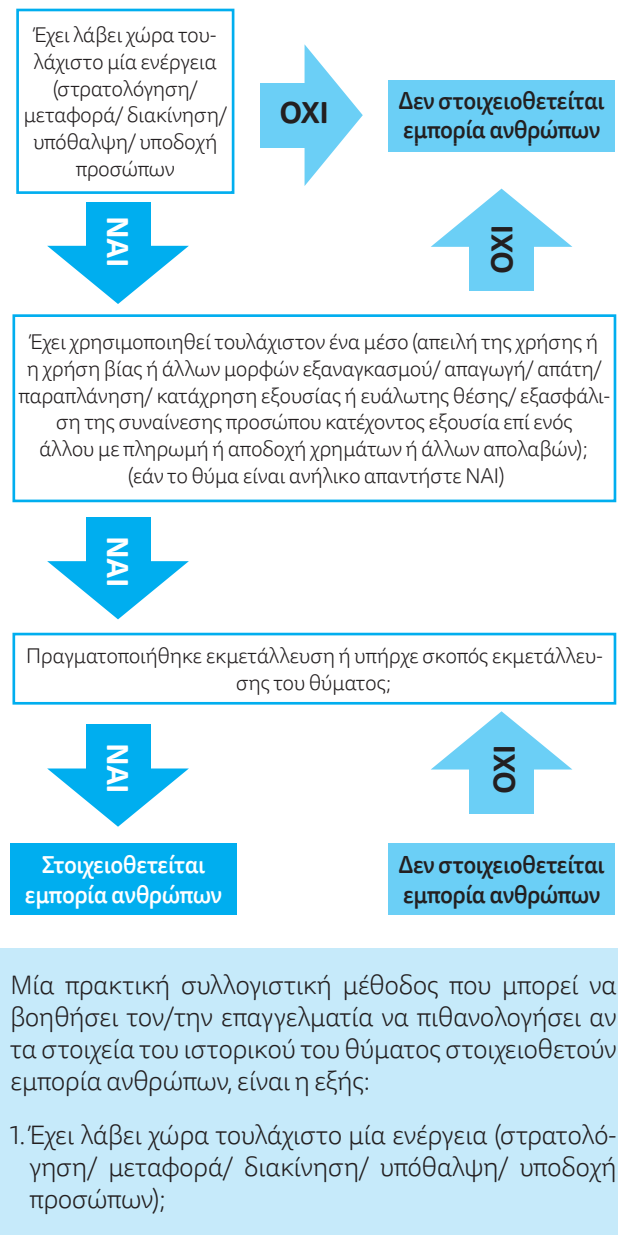 Έχει λάβει χώρα του-
λάχιστο μία ενέργεια
(στρατολόγηση/
μεταφορά/ διακίνηση/
υπόθαλψη/ υποδοχή
προσώπων
ΟΧΙ
Δεν στοιχειοθετείται
εμπορία ανθρώπων
ΝΑΙ
ΟΧΙ
Έχει χρησιμοποιηθεί τουλάχιστον ένα μέσο (απειλή της χρήσης ή
η χρήση βίας ή άλλων μορφών εξαναγκασμού/ απαγωγή/ απάτη/
παραπλάνηση/ κατάχρηση εξουσίας ή ευάλωτης θέσης/ εξασφάλι-
ση της συναίνεσης προσώπου κατέχοντος εξουσία επί ενός
άλλου με πληρωμή ή αποδοχή χρημάτων ή άλλων απολαβών);
(εάν το θύμα είναι ανήλικο απαντήστε ΝΑΙ)
ΝΑΙ
Πραγματοποιήθηκε εκμετάλλευση ή υπήρχε σκοπός εκμετάλλευ-
σης του θύματος;
ΝΑΙ
ΟΧΙ
Στοιχειοθετείται
εμπορία ανθρώπων
Δεν στοιχειοθετείται
εμπορία ανθρώπων
Μία πρακτική συλλογιστική μέθοδος που μπορεί να
βοηθήσει τον/την επαγγελματία να πιθανολογήσει αν
τα στοιχεία του ιστορικού του θύματος στοιχειοθετούν
εμπορία ανθρώπων, είναι η εξής:
1. Έχει λάβει χώρα τουλάχιστο μία ενέργεια (στρατολό-
γηση/ μεταφορά/ διακίνηση/ υπόθαλψη/ υποδοχή
προσώπων);